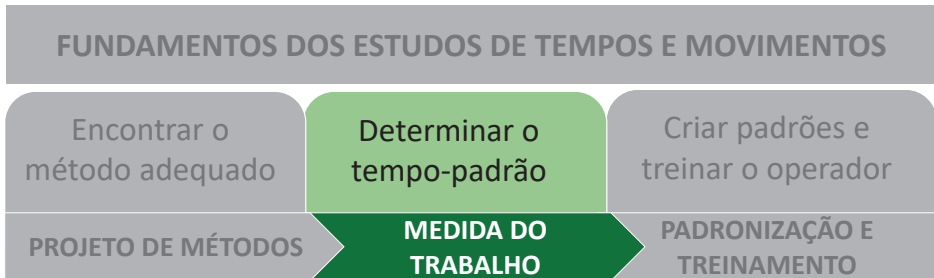 FUNDAMENTOS DOS ESTUDOS DE TEMPOS E MOVIMENTOS
Encontrar o
método adequado
Determinar o
tempo-padrão
Criar padrões e
treinar o operador
PROJETO DE MÉTODOS
MEDIDA DO
TRABALHO
PADRONIZAÇÃO E
TREINAMENTO